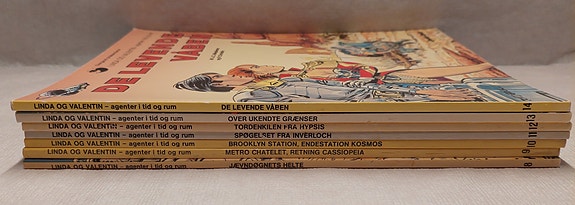 DE LEVENDE
VÅBEN
LINDA OG VALENTIN – agenter i tid og rum DE LEVENDE VÅBEN 14
LINDA OG VALENTIN – agenter i tid og rum OVER UKENDTE GRÆNSER 13
LINDA OG VALENTIN – agenter i tid og rum TORDENKILEN FRA HYPSIS 12
LINDA OG VALENTIN – agenter i tid og rum SPØGELSET FRA INVERLOCH 11
LINDA OG VALENTIN – agenter i tid og rum BROOKLYN STATION, ENDESTATION KOSMOS 10
LINDA OG VALENTIN – agenter i tid og rum METRO CHATELET, RETNING CASSIOPEIA 9
LINDA OG VALENTIN – agenter i tid og rum JÆVNDØGNETS HELTE 8